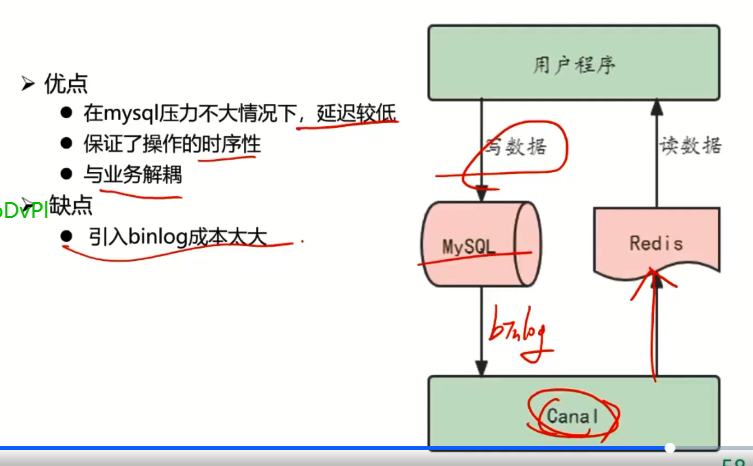 优点
在mysql压力不大情况下，延迟较低
保证了操作的时序性
与业务解耦
缺点
引入binlog成本太大
用户程序
写数据
读数据
MySQL
Redis
binlog
Canal